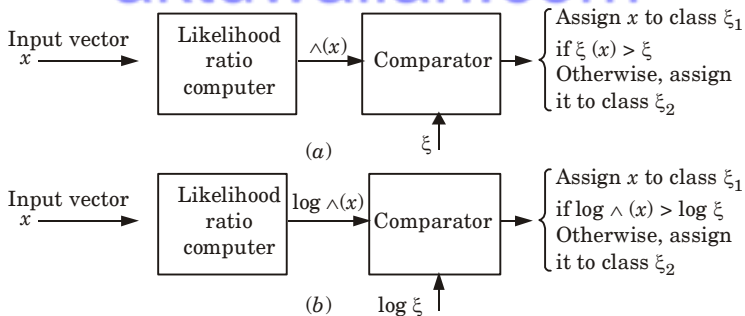 Input vector
x
Likelihood
ratio
computer
∧(x)
Comparator
ξ
Assign x to class ξ1
if ξ (x) > ξ
Otherwise, assign
it to class ξ2
(a)
Input vector
x
Likelihood
ratio
computer
log ∧(x)
Comparator
log ξ
Assign x to class ξ1
if log ∧ (x) > log ξ
Otherwise, assign
it to class ξ2
(b)